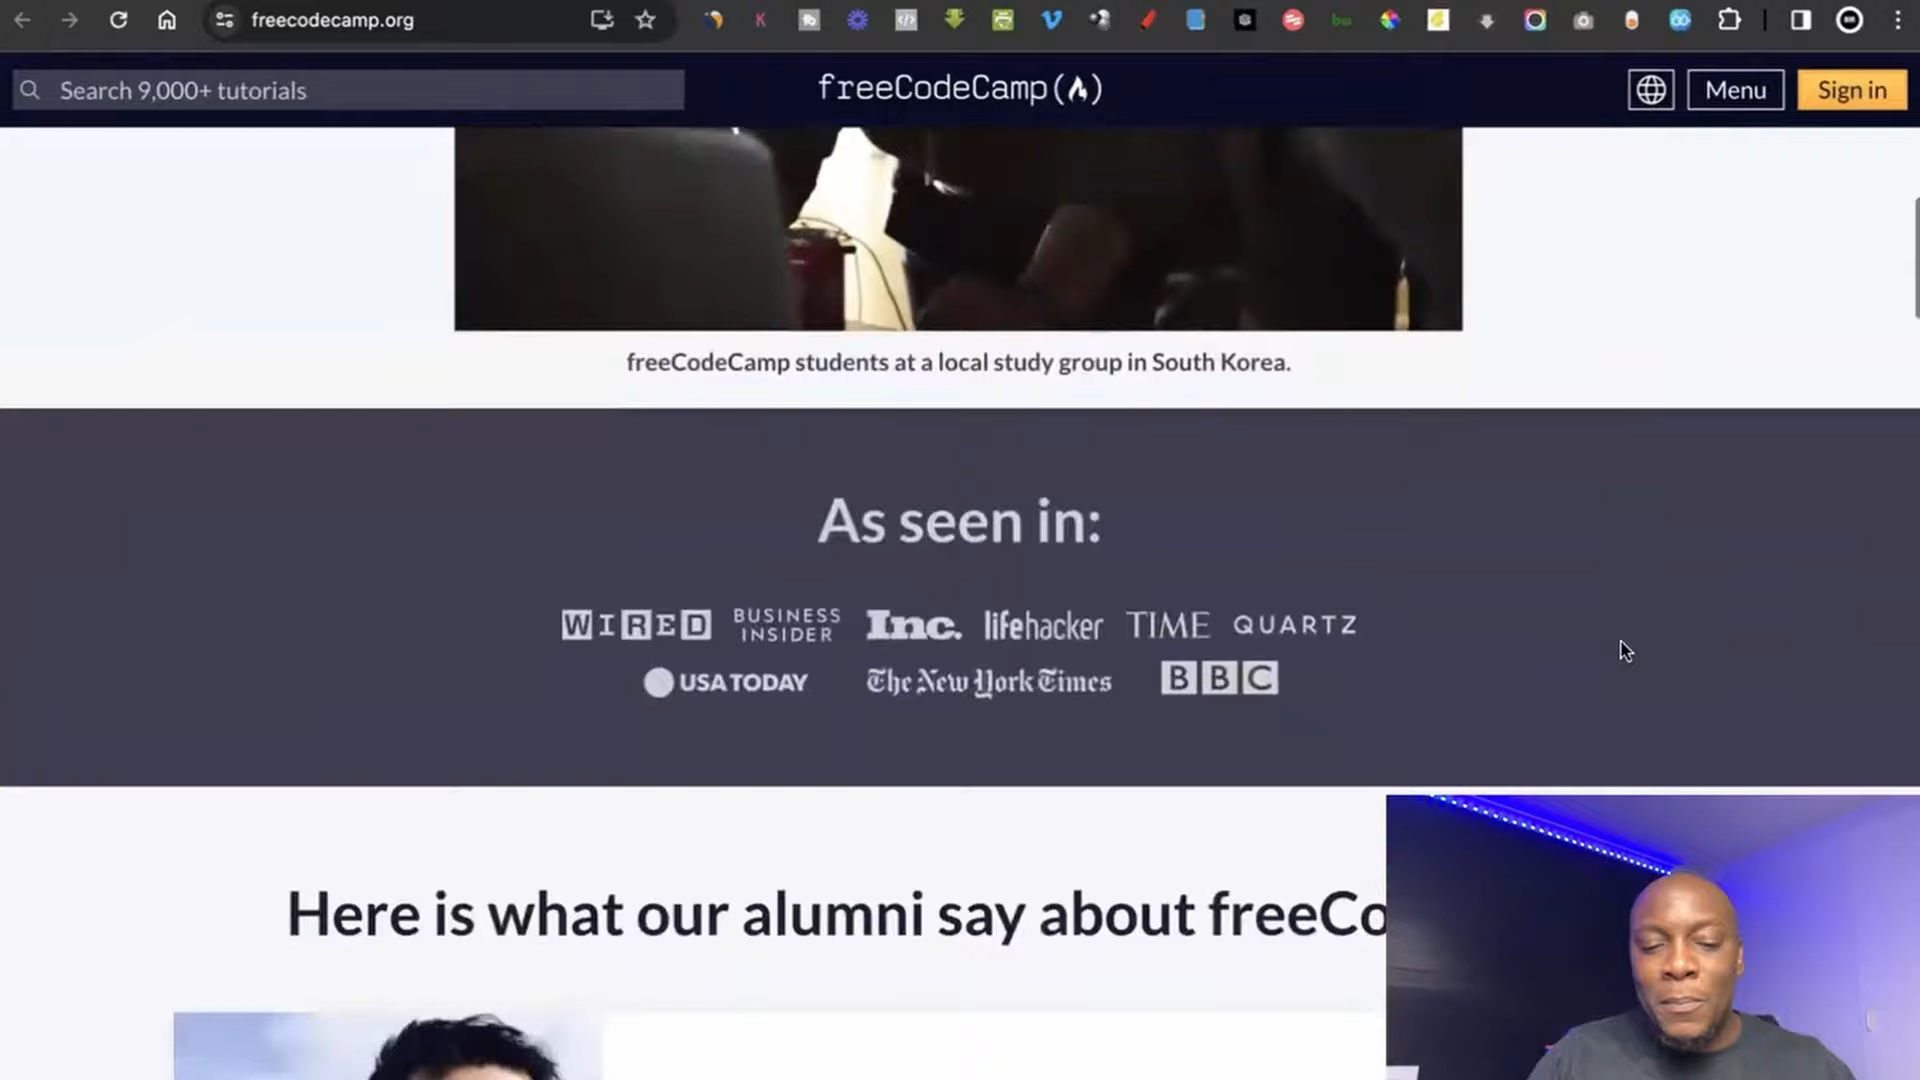 freecodecamp.org
Search 9,000+ tutorials
freeCodeCamp
Menu
Sign in
freeCodeCamp students at a local study group in South Korea.
As seen in:
WIRED BUSINESS INSIDER Inc. lifehacker TIME QUARTZ
USA TODAY The New York Times BBC
Here is what our alumni say about freeCo